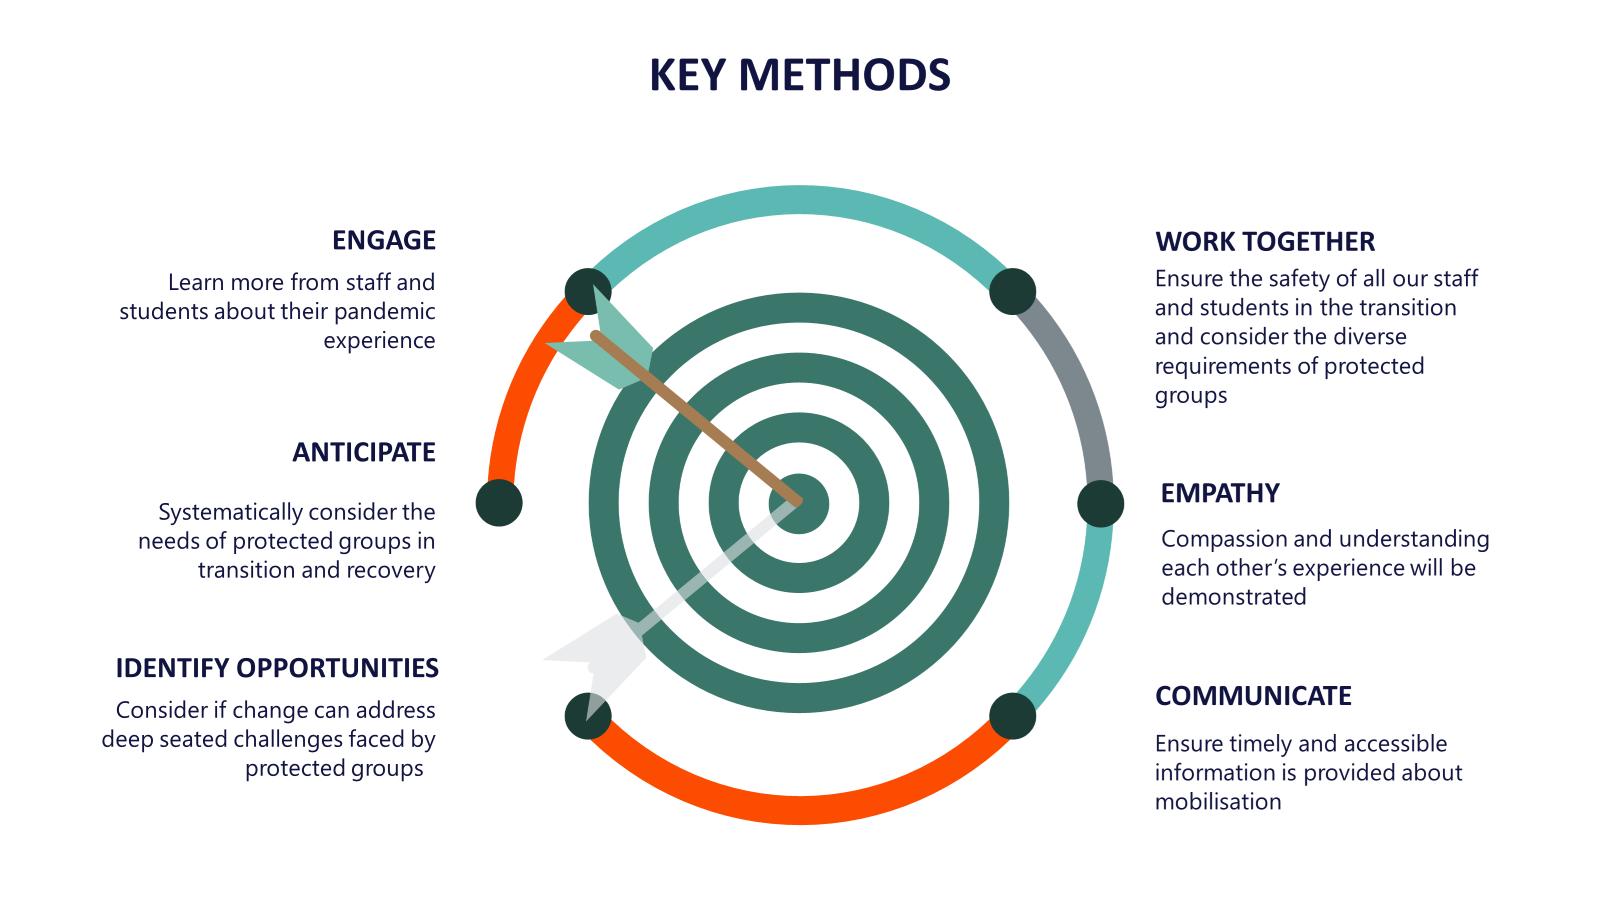 KEY METHODS
ENGAGE
Learn more from staff and
students about their pandemic
experience
ANTICIPATE
Systematically consider the
needs of protected groups in
transition and recovery
IDENTIFY OPPORTUNITIES
Consider if change can address
deep seated challenges faced by
protected groups
WORK TOGETHER
Ensure the safety of all our staff
and students in the transition
and consider the diverse
requirements of protected
groups
EMPATHY
Compassion and understanding
each other’s experience will be
demonstrated
COMMUNICATE
Ensure timely and accessible
information is provided about
mobilisation